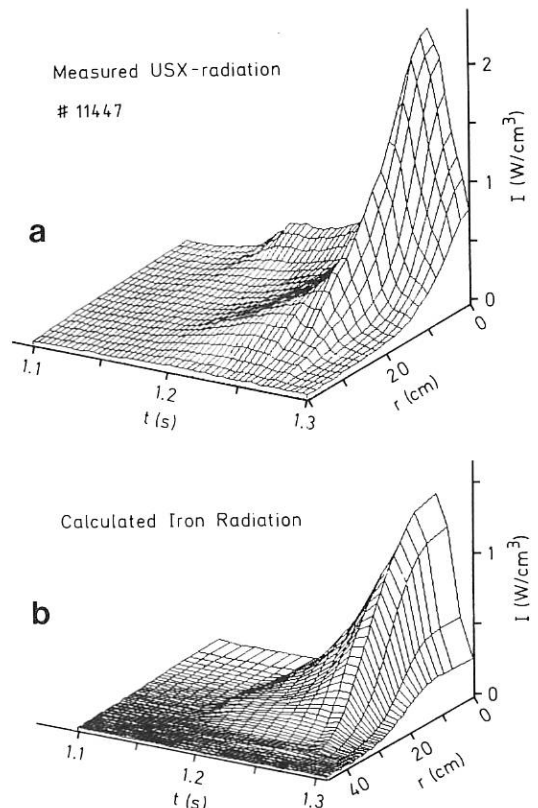 Measured USX-radiation
# 11447
a
I (W/cm³)
2
1
0
0
20
r (cm)
1.1
1.2
1.3
t (s)
Calculated Iron Radiation
b
I (W/cm³)
1
0
0
20
40
r (cm)
1.1
1.2
1.3
t (s)